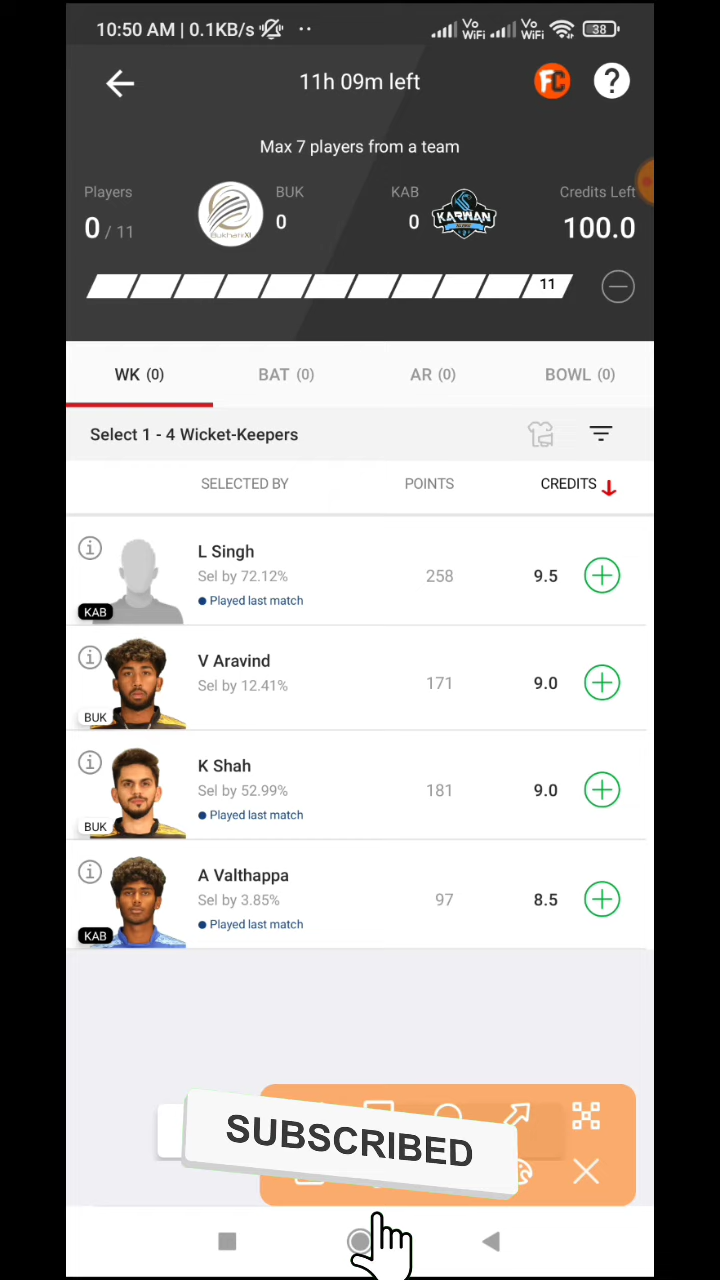 10:50 AM | 0.1KB/s
Vo WiFi
Vo WiFi
38
11h 09m left
FC
?
Max 7 players from a team
Players
BUK
KAB
Credits Left
0 / 11
Bukhari XI
0
0
KARWAN
100.0
11
WK (0)
BAT (0)
AR (0)
BOWL (0)
Select 1 - 4 Wicket-Keepers
SELECTED BY
POINTS
CREDITS
L Singh
Sel by 72.12%
258
9.5
Played last match
KAB
V Aravind
Sel by 12.41%
171
9.0
BUK
K Shah
Sel by 52.99%
181
9.0
Played last match
BUK
A Valthappa
Sel by 3.85%
97
8.5
Played last match
KAB
SUBSCRIBED